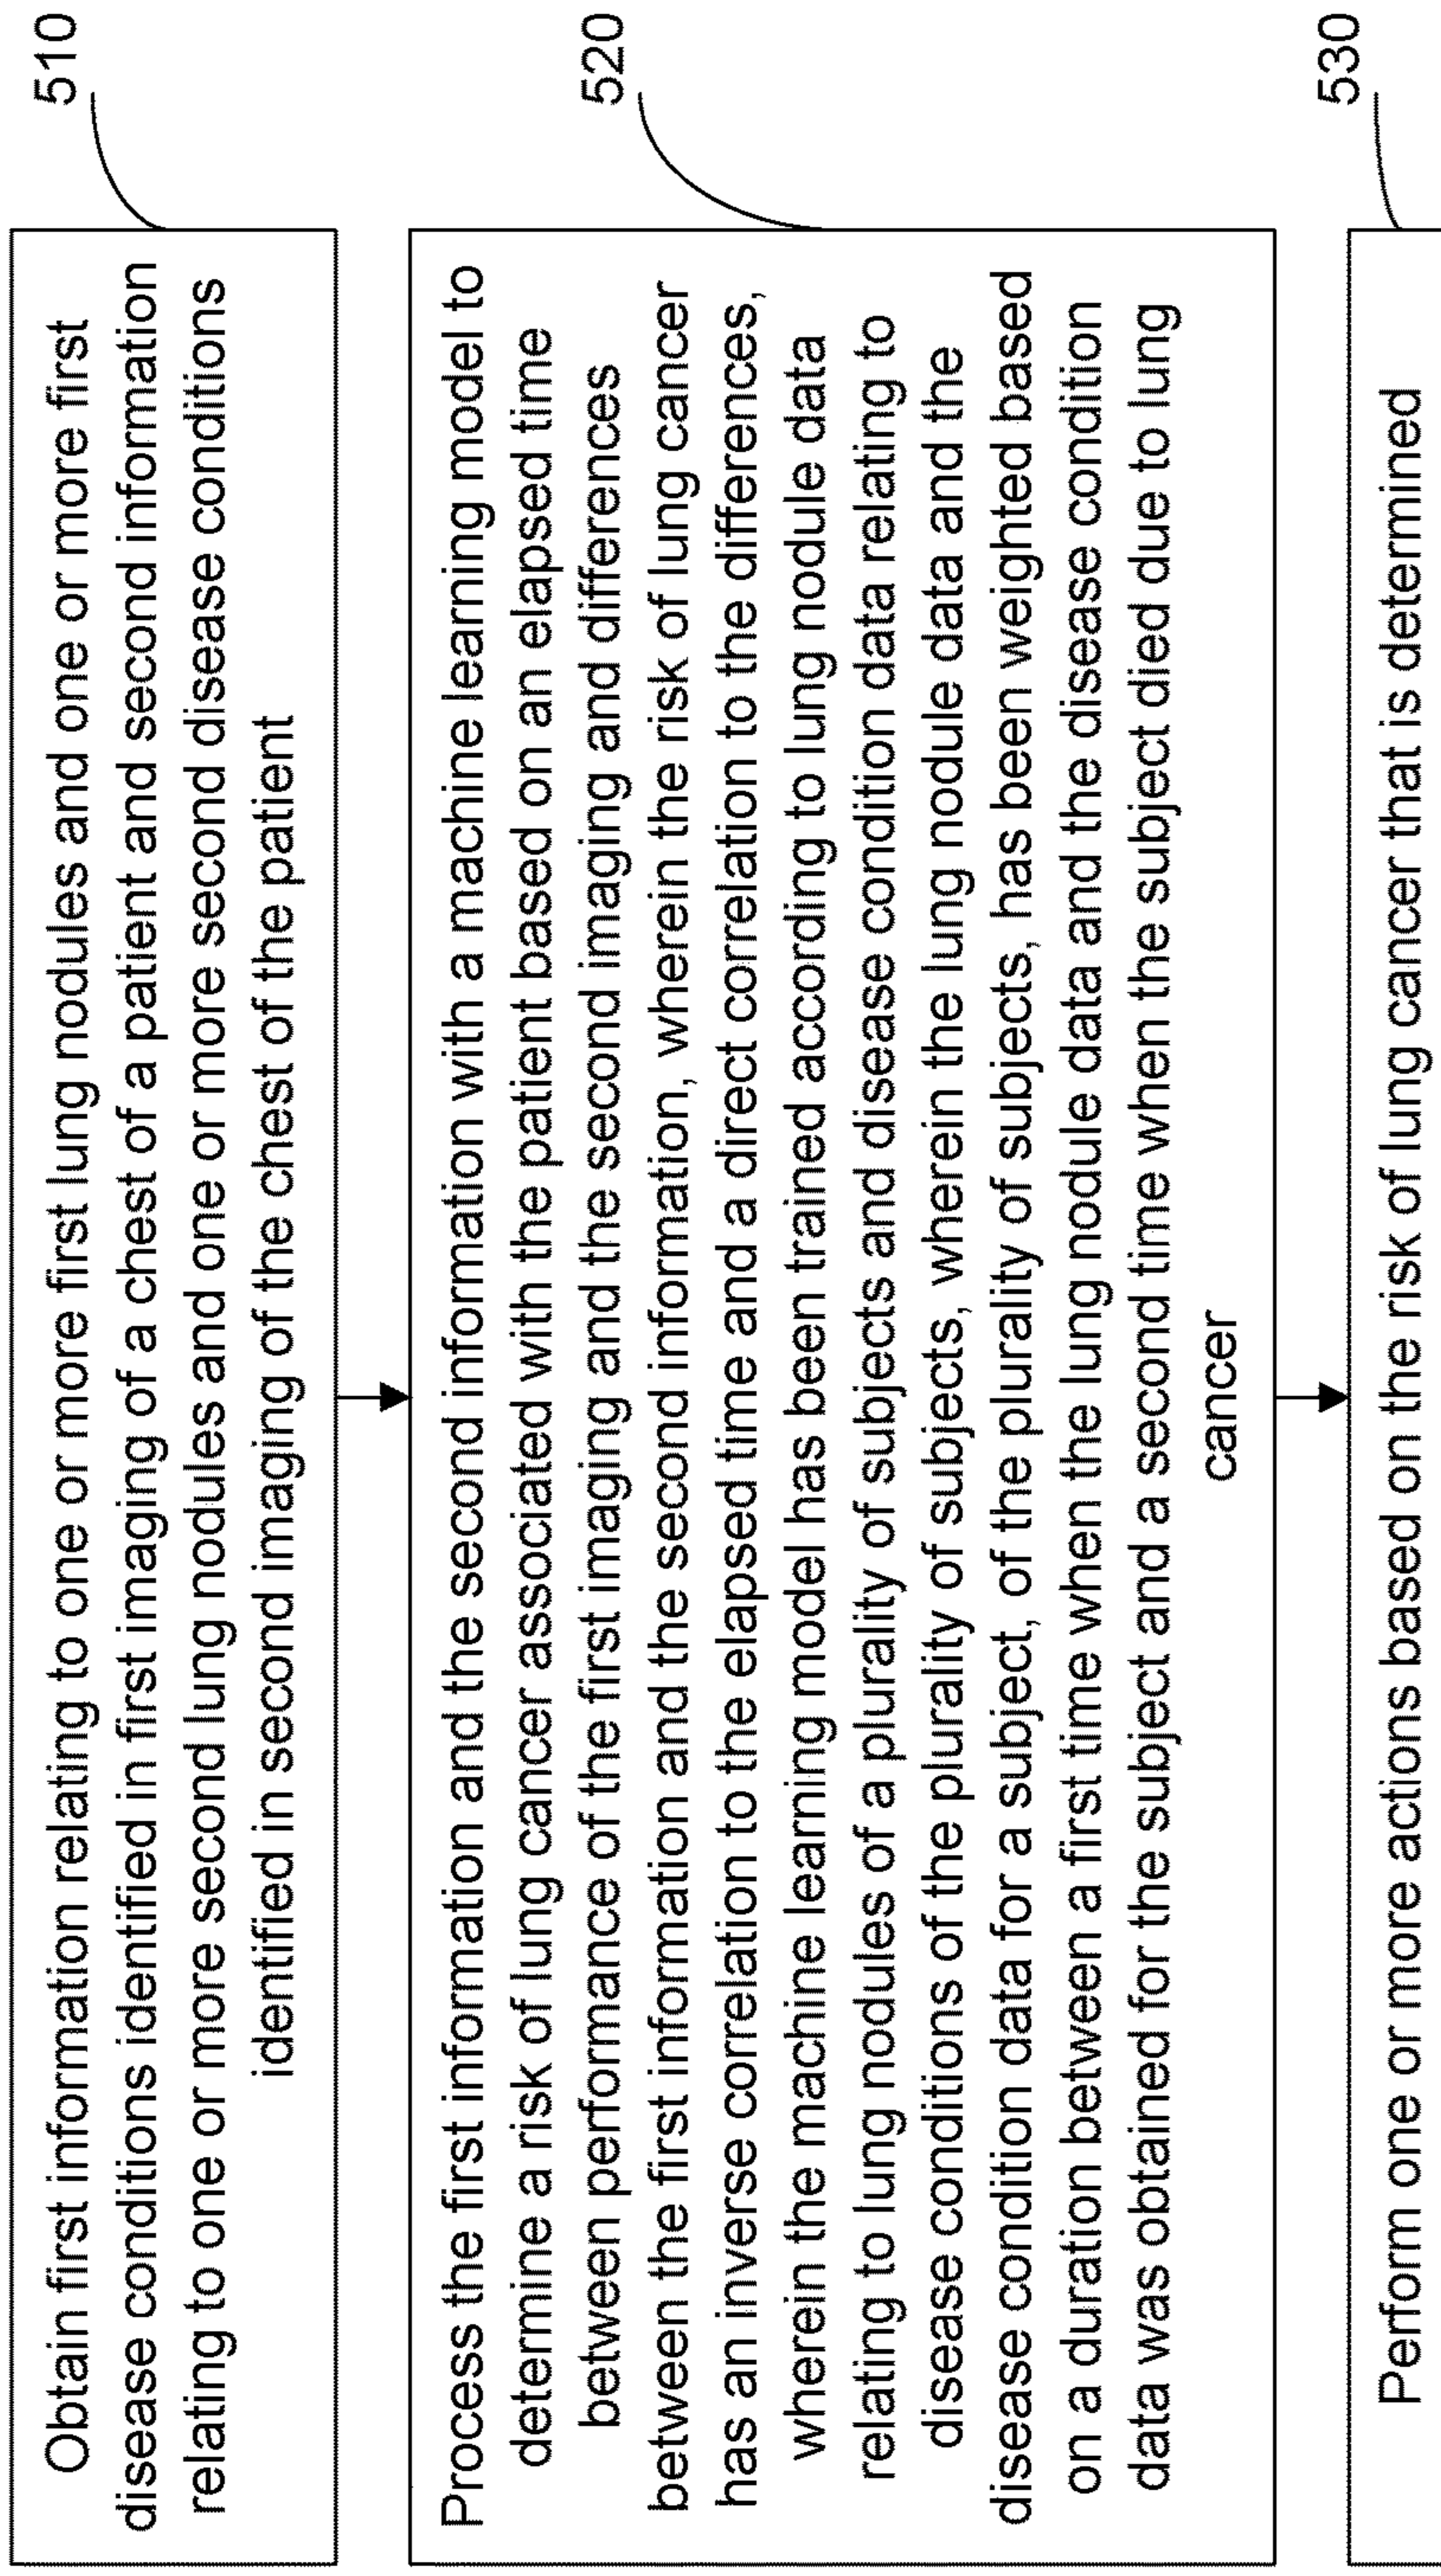 510
Obtain first information relating to one or more first lung nodules and one or more first
disease conditions identified in first imaging of a chest of a patient and second information
relating to one or more second lung nodules and one or more second disease conditions
identified in second imaging of the chest of the patient
520
Process the first information and the second information with a machine learning model to
determine a risk of lung cancer associated with the patient based on an elapsed time
between performance of the first imaging and the second imaging and differences
between the first information and the second information, wherein the risk of lung cancer
has an inverse correlation to the elapsed time and a direct correlation to the differences,
wherein the machine learning model has been trained according to lung nodule data
relating to lung nodules of a plurality of subjects and disease condition data relating to
disease conditions of the plurality of subjects, wherein the lung nodule data and the
disease condition data for a subject, of the plurality of subjects, has been weighted based
on a duration between a first time when the lung nodule data and the disease condition
data was obtained for the subject and a second time when the subject died due to lung
cancer
530
Perform one or more actions based on the risk of lung cancer that is determined